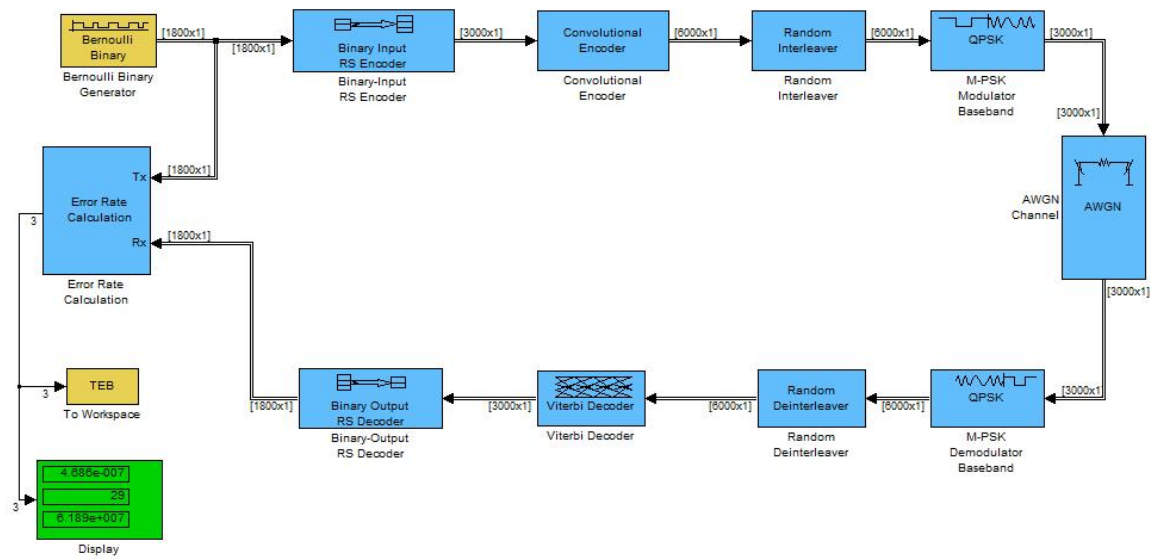 Bernoulli
Binary
Bernoulli Binary
Generator
[1800x1]
[1800x1]
Binary Input
RS Encoder
Binary-Input
RS Encoder
[3000x1]
Convolutional
Encoder
Convolutional
Encoder
[6000x1]
Random
Interleaver
Random
Interleaver
[6000x1]
QPSK
M-PSK
Modulator
Baseband
[3000x1]
[3000x1]
AWGN
Channel
AWGN
[3000x1]
Tx
[1800x1]
Error Rate
Calculation
Rx
[1800x1]
Error Rate
Calculation
3
[3000x1]
QPSK
M-PSK
Demodulator
Baseband
[6000x1]
Random
Deinterleaver
Random
Deinterleaver
[6000x1]
Viterbi Decoder
Viterbi Decoder
[3000x1]
Binary Output
RS Decoder
Binary-Output
RS Decoder
[1800x1]
3
TEB
To Workspace
3
4.686e-007
29
6.189e+007
Display